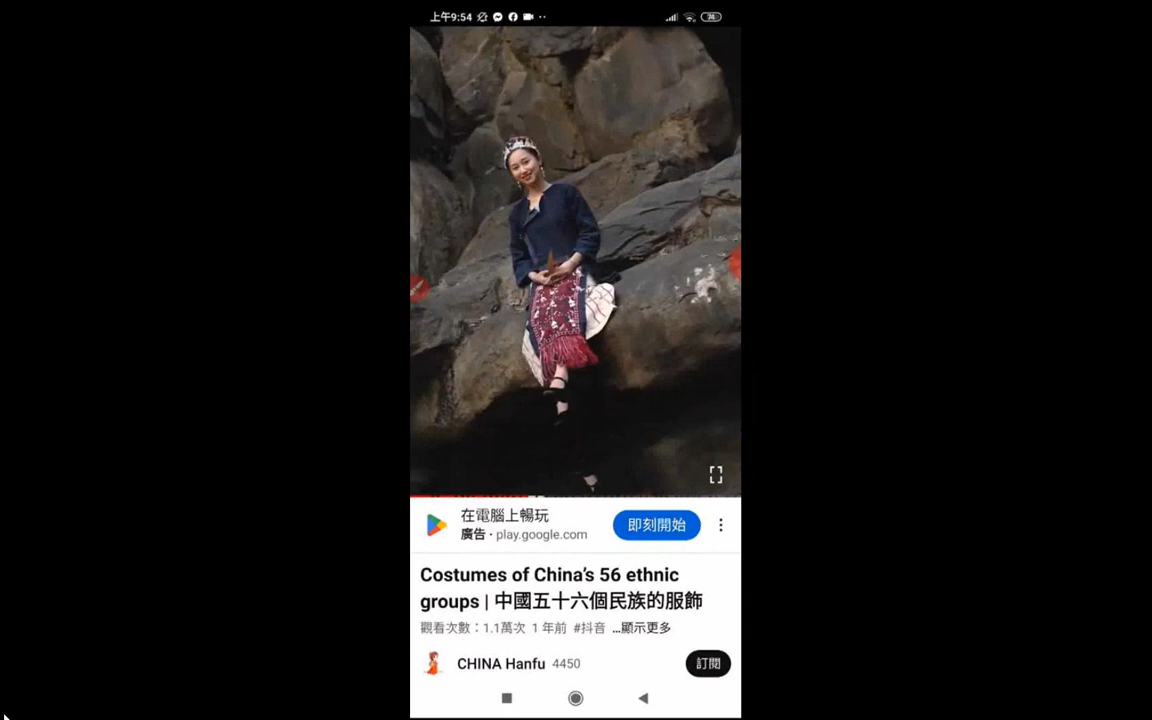 上午9:54
在電腦上暢玩
廣告 · play.google.com
即刻開始
Costumes of China’s 56 ethnic
groups | 中國五十六個民族的服飾
觀看次數：1.1萬次 1 年前 #抖音 ...顯示更多
CHINA Hanfu 4450
訂閱